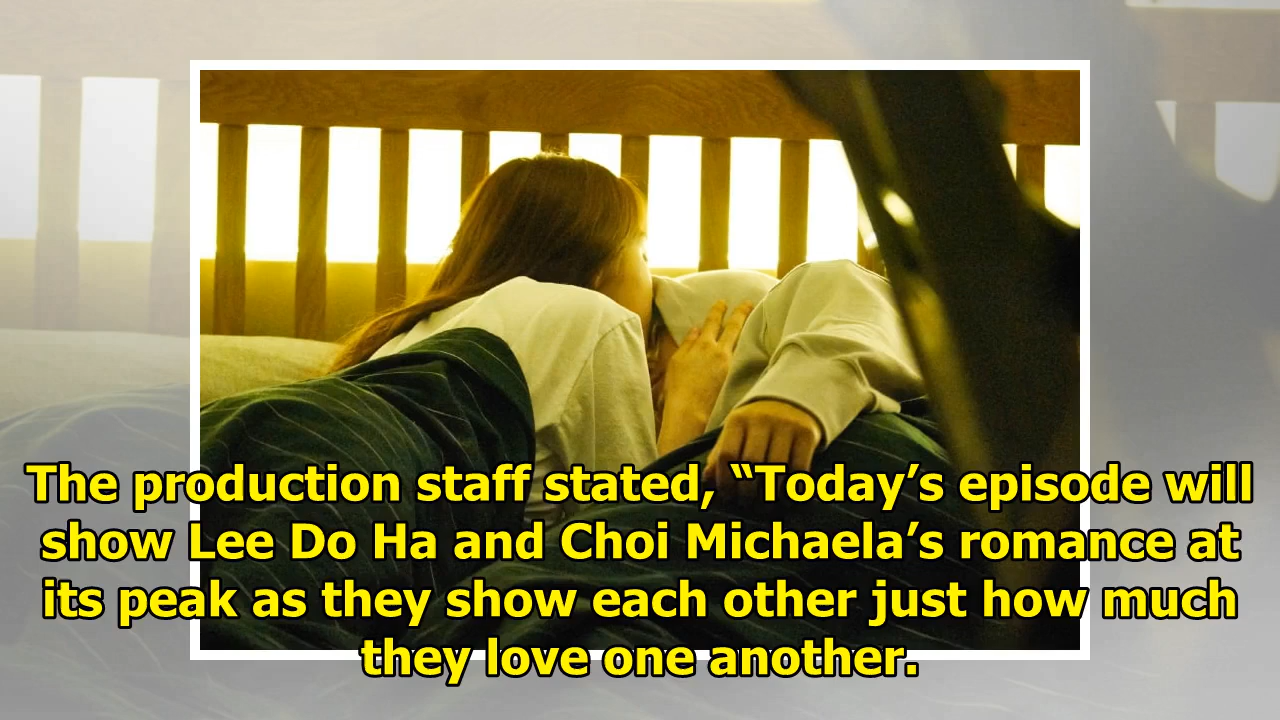 The production staff stated, “Today’s episode will
show Lee Do Ha and Choi Michaela’s romance at
its peak as they show each other just how much
they love one another.